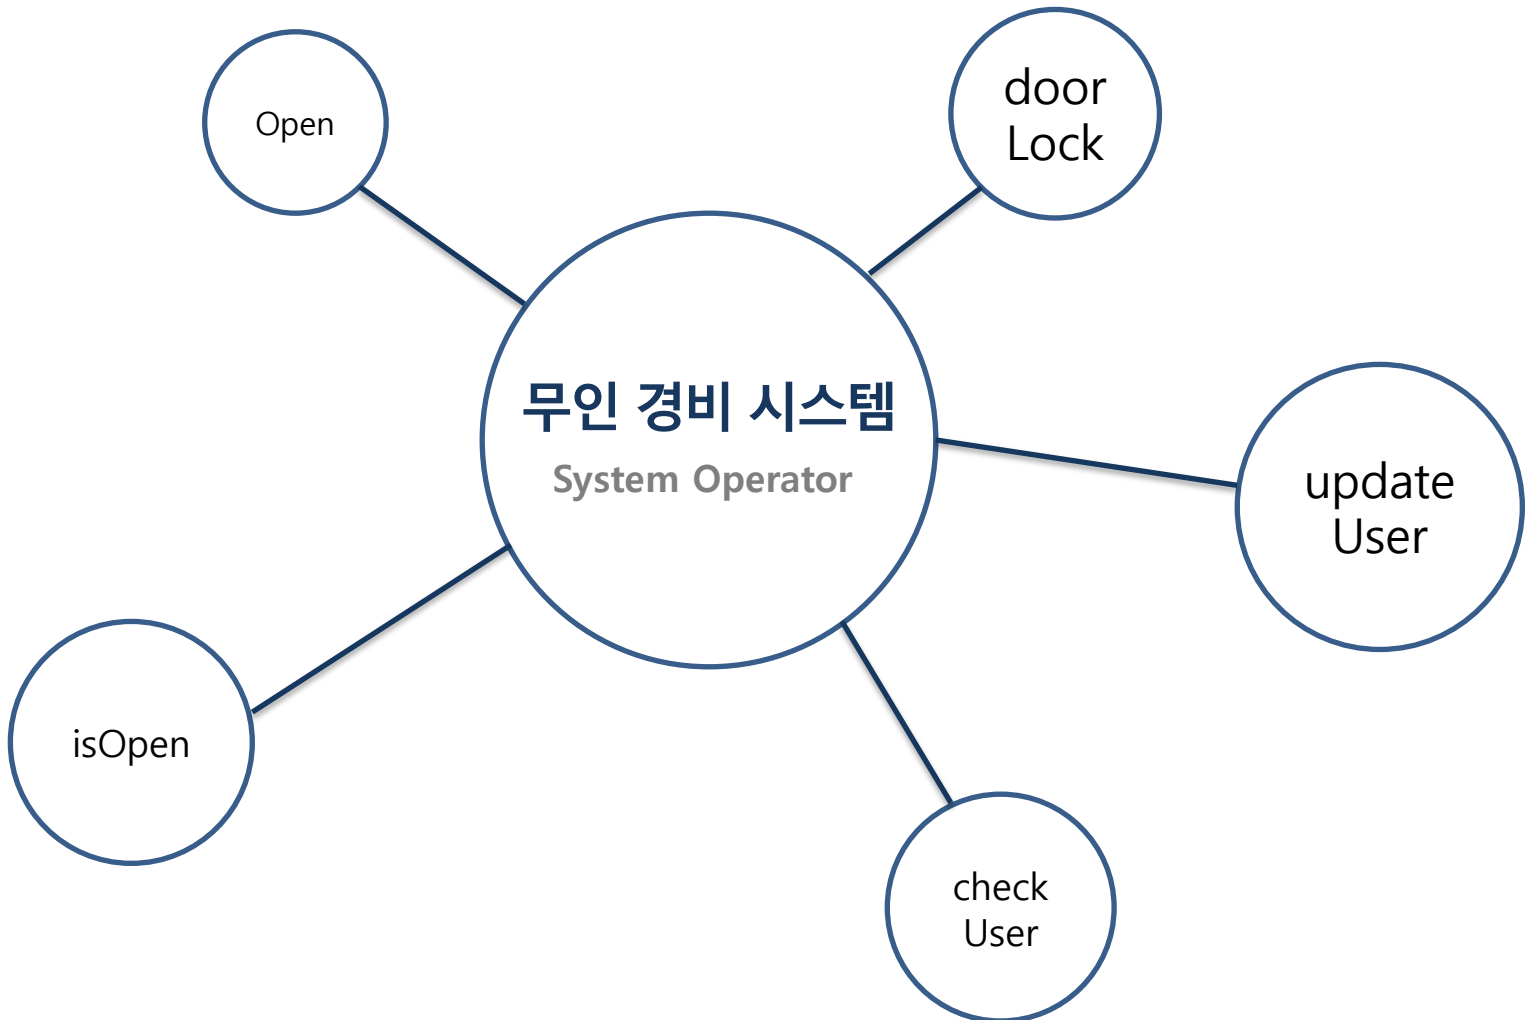 Open
door
Lock
무인 경비 시스템
System Operator
update
User
isOpen
check
User